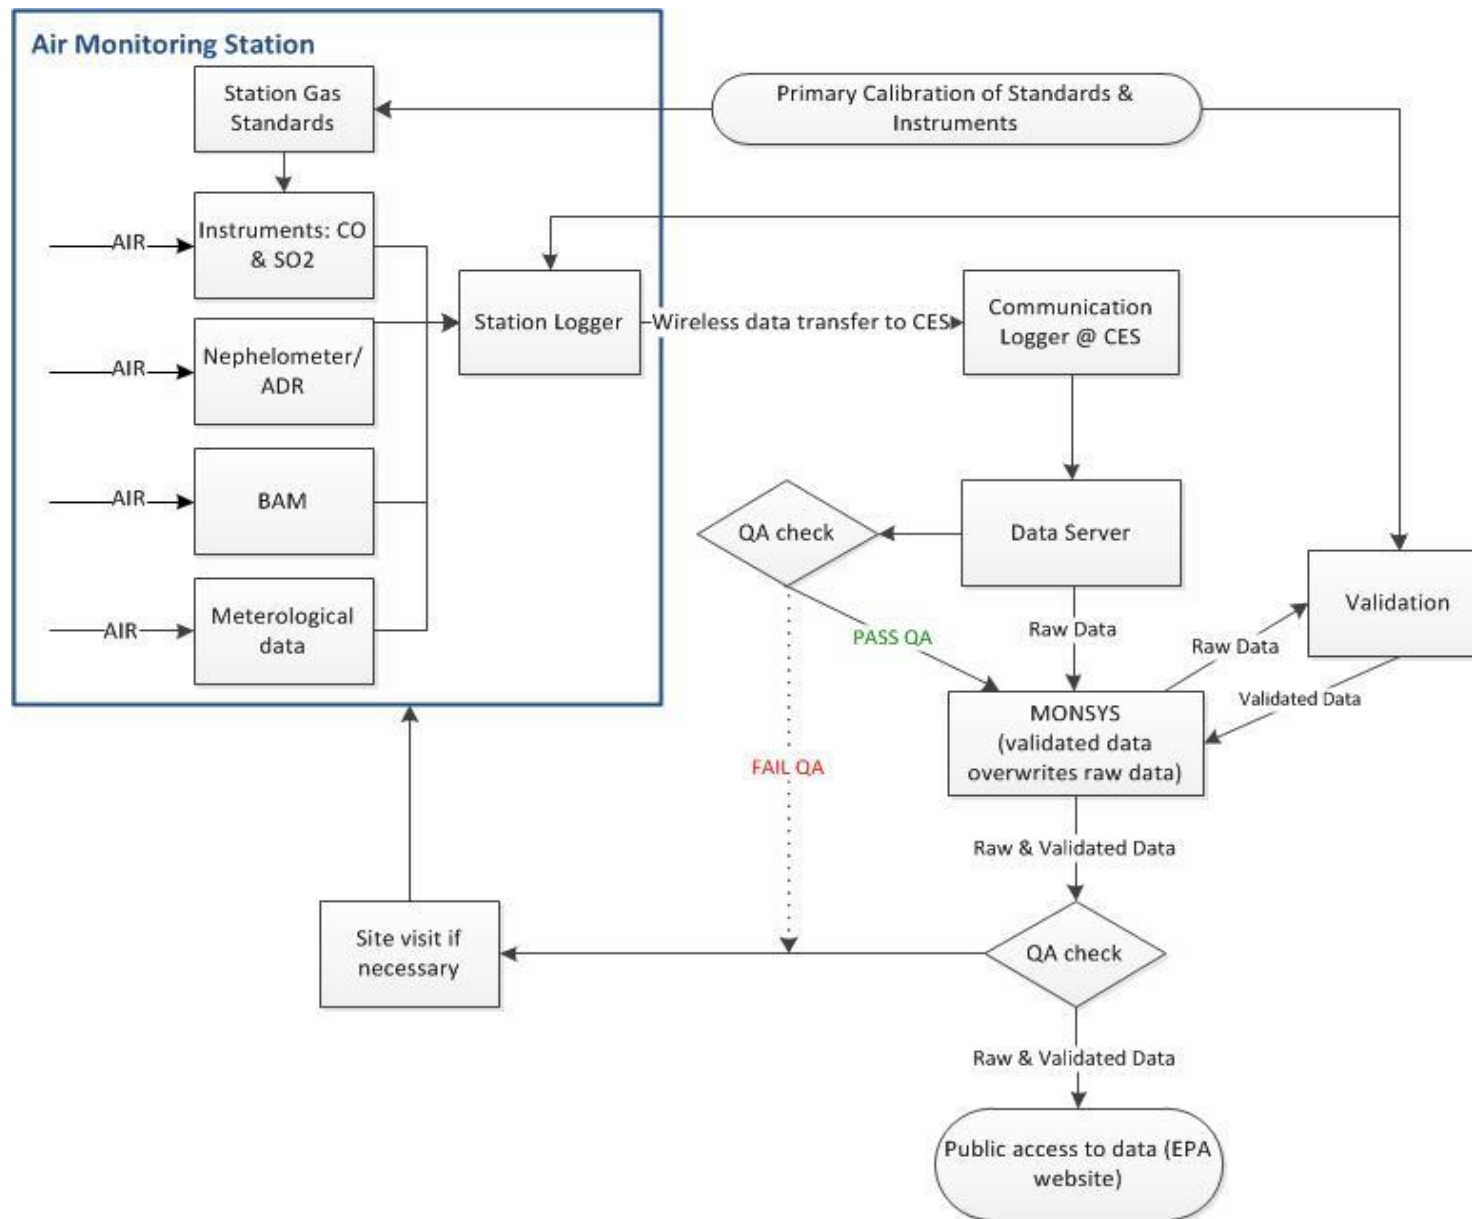 Air Monitoring Station
Station Gas
Standards
Primary Calibration of Standards &
Instruments
AIR
Instruments: CO
& SO2
AIR
Nephelometer/
ADR
Station Logger
Wireless data transfer to CES
Communication
Logger @ CES
AIR
BAM
QA check
Data Server
Validation
AIR
Meterological
data
PASS QA
Raw Data
Raw Data
Validated Data
MONSYS
(validated data
overwrites raw data)
FAIL QA
Raw & Validated Data
Site visit if
necessary
QA check
Raw & Validated Data
Public access to data (EPA
website)